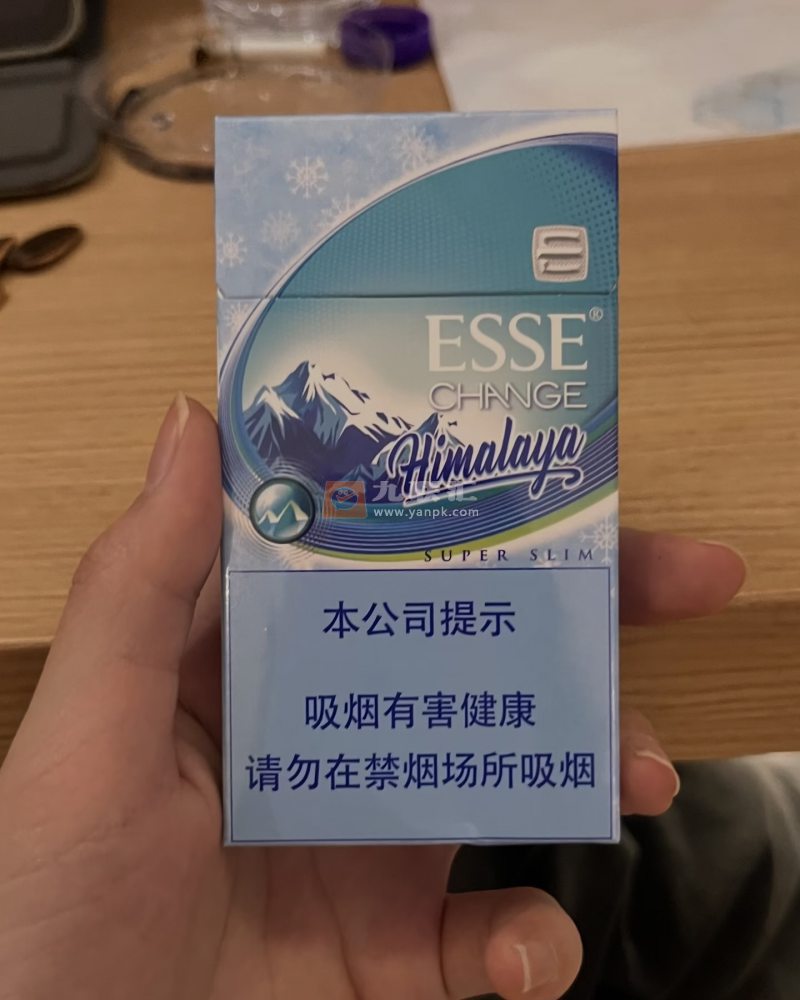 ESSE®
CHANGE
Himalaya
www.yanpk.com
SUPER SLIM
本公司提示
吸烟有害健康
请勿在禁烟场所吸烟